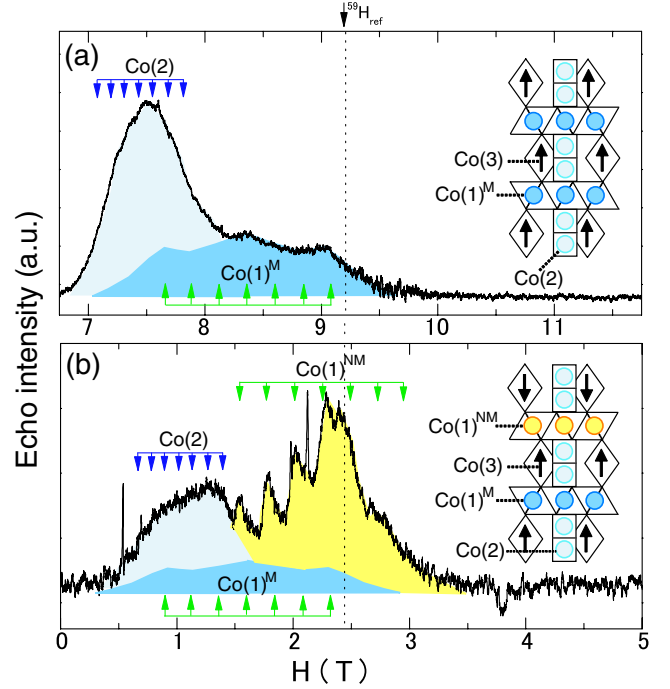 ⁵⁹H_ref
(a)
Co(2)
Co(3)
Co(1)ᴹ
Co(2)
Co(1)ᴹ
7 8 9 10 11
Echo intensity (a.u.)
(b)
Co(1)ᴺᴹ
Co(2)
Co(1)ᴺᴹ
Co(3)
Co(1)ᴹ
Co(2)
Co(1)ᴹ
0 1 2 3 4 5
H (T)